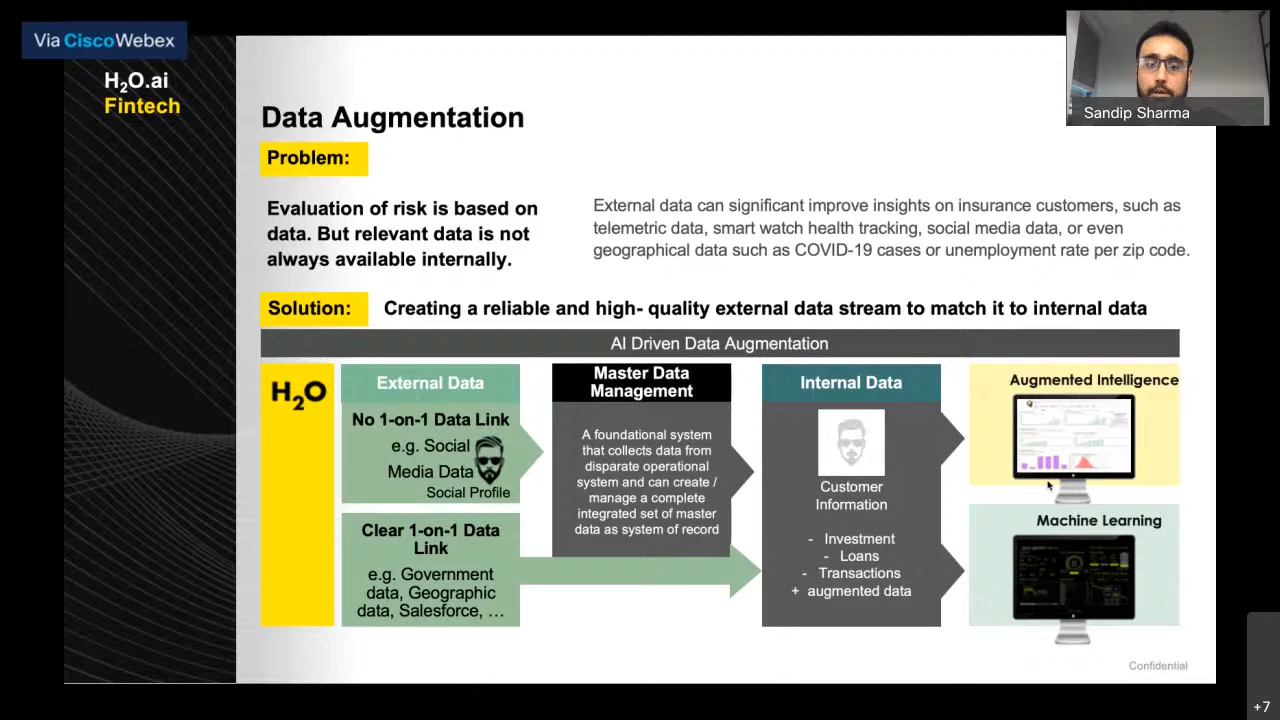 Via CiscoWebex
H2O.ai
Fintech
Sandip Sharma
Data Augmentation
Problem:
Evaluation of risk is based on
data. But relevant data is not
always available internally.
External data can significant improve insights on insurance customers, such as
telemetric data, smart watch health tracking, social media data, or even
geographical data such as COVID-19 cases or unemployment rate per zip code.
Solution:
Creating a reliable and high- quality external data stream to match it to internal data
AI Driven Data Augmentation
H2O
External Data
No 1-on-1 Data Link
e.g. Social
Media Data
Social Profile
Clear 1-on-1 Data
Link
e.g. Government
data, Geographic
data, Salesforce, …
Master Data
Management
A foundational system
that collects data from
disparate operational
system and can create /
manage a complete
integrated set of master
data as system of record
Internal Data
Customer
Information
- Investment
- Loans
- Transactions
+ augmented data
Augmented Intelligence
Machine Learning
Confidential
+7